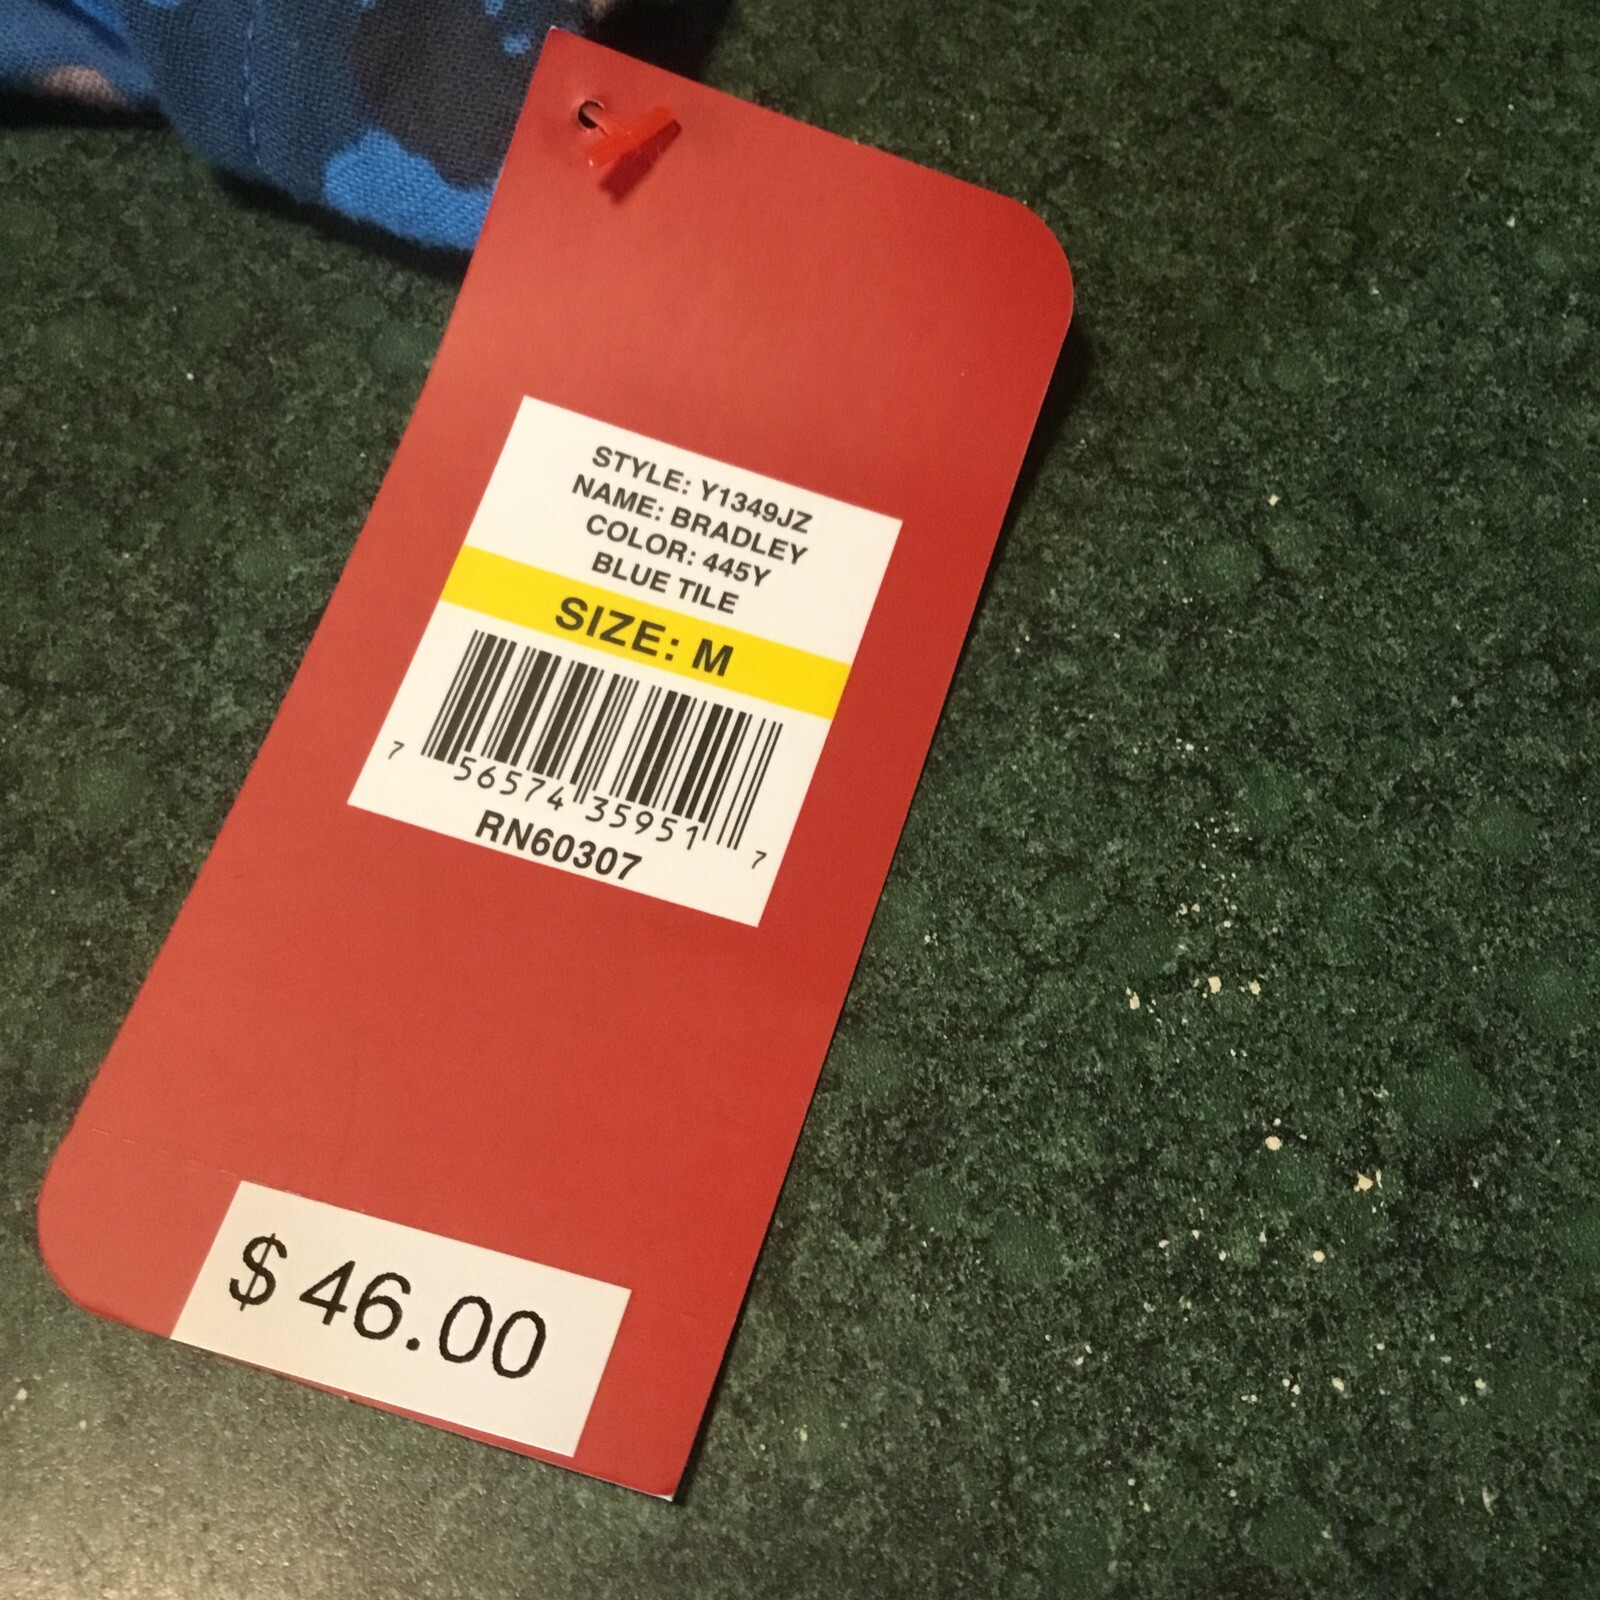 STYLE: Y1349JZ
NAME: BRADLEY
COLOR: 445Y
BLUE TILE
SIZE: M
7 56574 35951 7
RN60307
$ 46.00